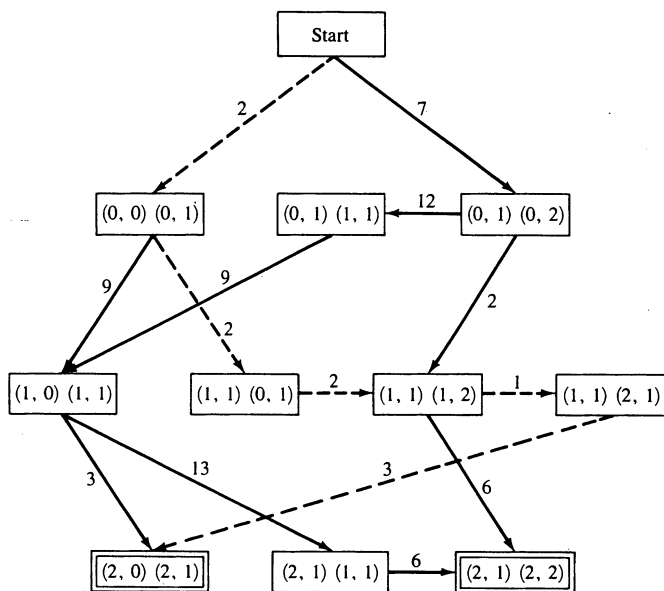 Start
2
7
(0, 0) (0, 1)
(0, 1) (1, 1)
12
(0, 1) (0, 2)
9
9
2
2
(1, 0) (1, 1)
(1, 1) (0, 1)
2
(1, 1) (1, 2)
1
(1, 1) (2, 1)
3
13
3
6
(2, 0) (2, 1)
(2, 1) (1, 1)
6
(2, 1) (2, 2)